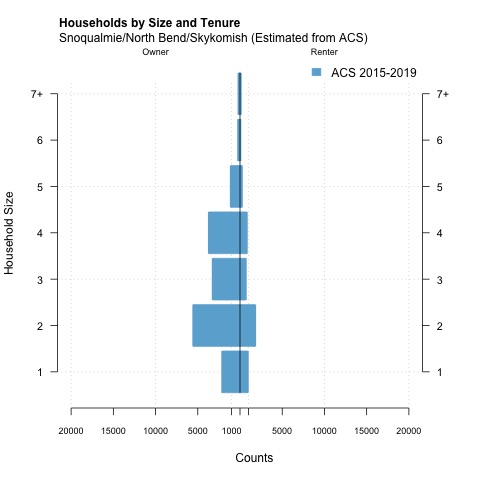 Households by Size and Tenure
Snoqualmie/North Bend/Skykomish (Estimated from ACS)
Owner Renter
ACS 2015-2019
7+ 7+
6 6
5 5
4 4
3 3
2 2
1 1
Household Size
20000 15000 10000 5000 1000 5000 10000 15000 20000
Counts